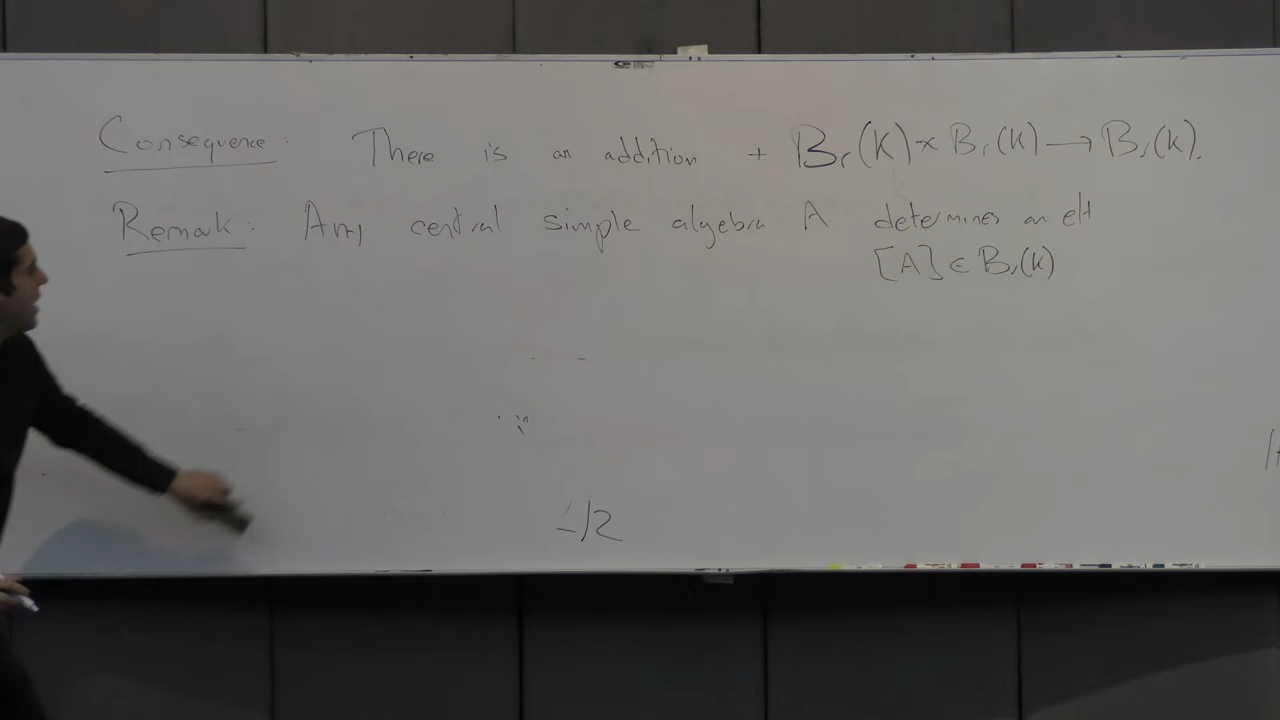 Consequence: There is an addition + Br(K) × Br(K) → Br(K).
Remark: Any central simple algebra A determines an elt
[A] ∈ Br(K)